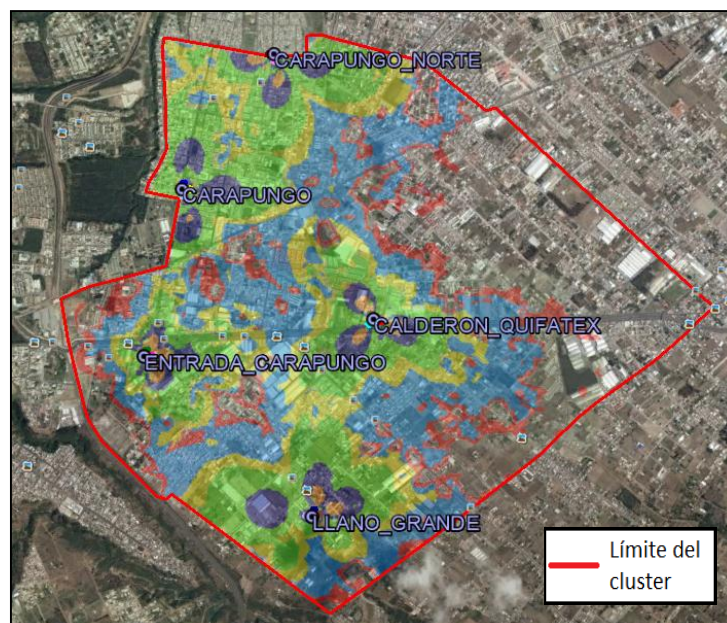 CARAPUNGO_NORTE
CARAPUNGO
CALDERON_QUIFATEX
ENTRADA_CARAPUNGO
LLANO_GRANDE
Límite del
cluster